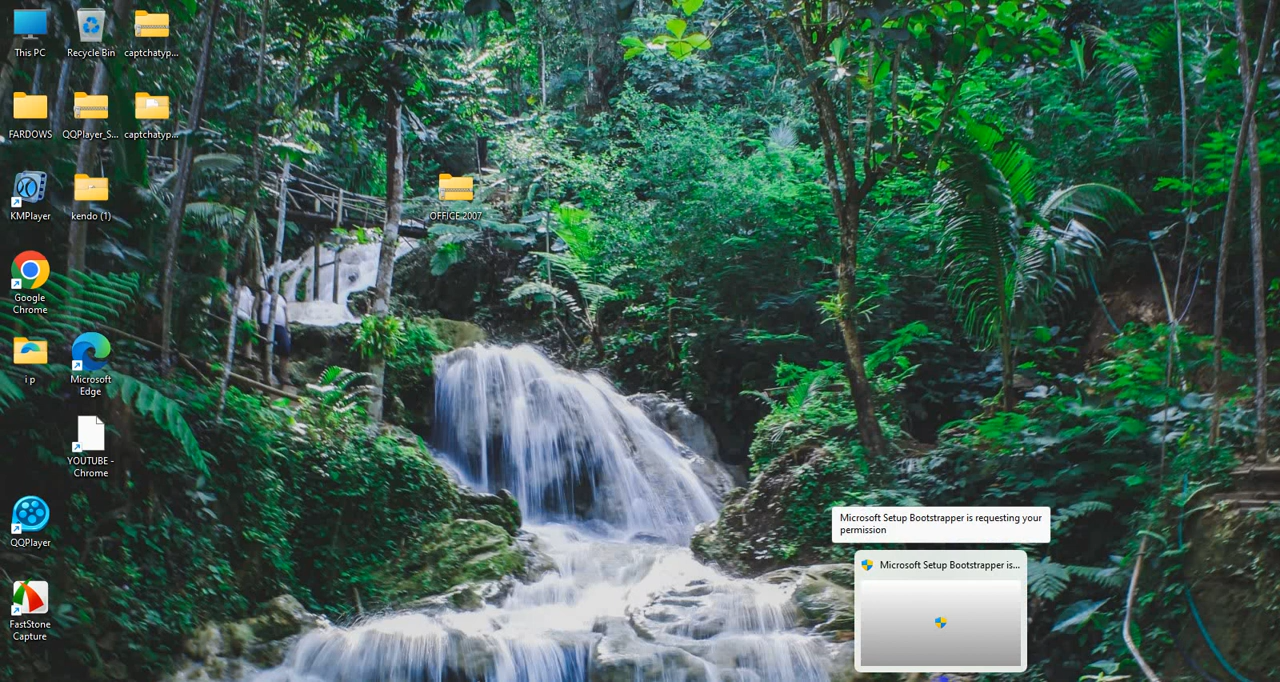 This PC
Recycle Bin
captchatyp...
FARDOWS
QQPlayer_S...
captchatyp...
KMPlayer
kendo (1)
OFFICE 2007
Google
Chrome
i p
Microsoft
Edge
YOUTUBE -
Chrome
QQPlayer
FastStone
Capture
Microsoft Setup Bootstrapper is requesting your
permission
Microsoft Setup Bootstrapper is...